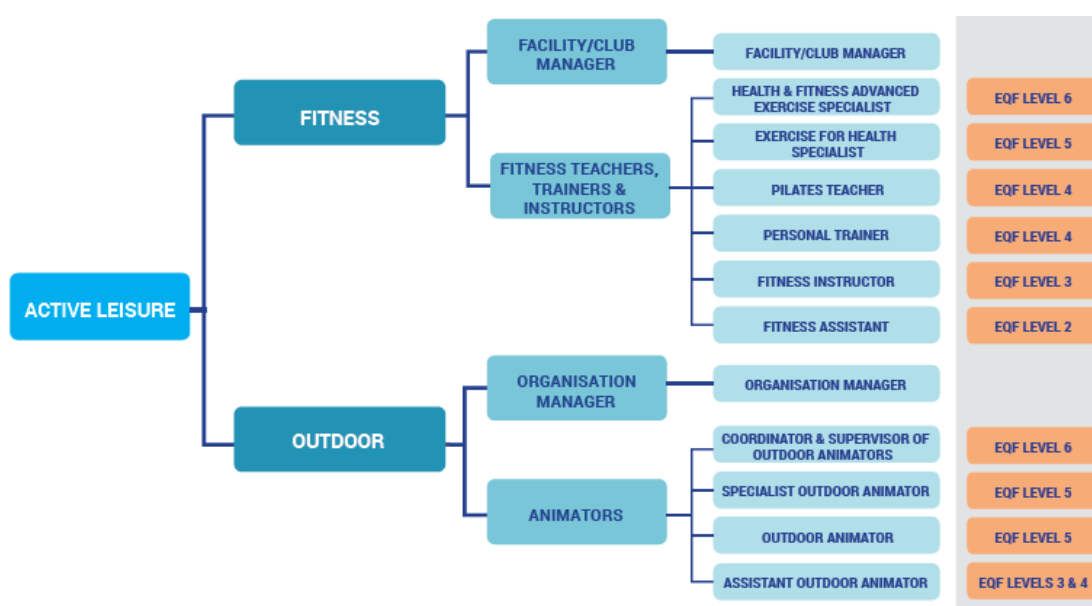 FACILITY/CLUB
MANAGER
FACILITY/CLUB MANAGER
HEALTH & FITNESS ADVANCED
EXERCISE SPECIALIST
EQF LEVEL 6
FITNESS
EXERCISE FOR HEALTH
SPECIALIST
EQF LEVEL 5
FITNESS TEACHERS,
TRAINERS &
INSTRUCTORS
PILATES TEACHER
EQF LEVEL 4
PERSONAL TRAINER
EQF LEVEL 4
FITNESS INSTRUCTOR
EQF LEVEL 3
FITNESS ASSISTANT
EQF LEVEL 2
ACTIVE LEISURE
ORGANISATION
MANAGER
ORGANISATION MANAGER
OUTDOOR
COORDINATOR & SUPERVISOR OF
OUTDOOR ANIMATORS
EQF LEVEL 6
SPECIALIST OUTDOOR ANIMATOR
EQF LEVEL 5
ANIMATORS
OUTDOOR ANIMATOR
EQF LEVEL 5
ASSISTANT OUTDOOR ANIMATOR
EQF LEVELS 3 & 4